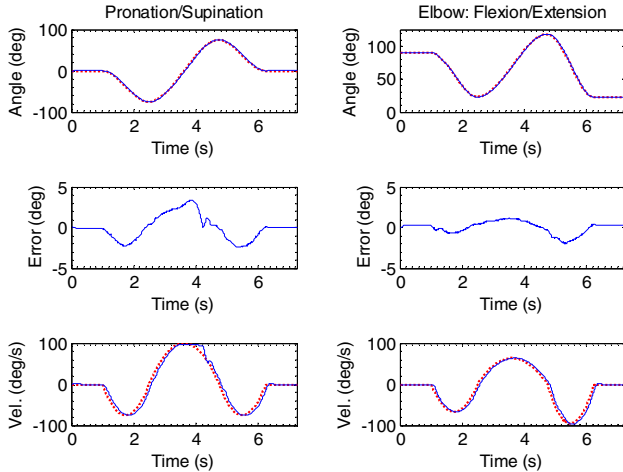 Pronation/Supination
Elbow: Flexion/Extension
Angle (deg)
100
0
-100
0 2 4 6
Time (s)
Angle (deg)
100
50
0
0 2 4 6
Time (s)
Error (deg)
5
0
-5
0 2 4 6
Time (s)
Error (deg)
5
0
-5
0 2 4 6
Time (s)
Vel. (deg/s)
100
0
-100
0 2 4 6
Time (s)
Vel. (deg/s)
100
0
-100
0 2 4 6
Time (s)